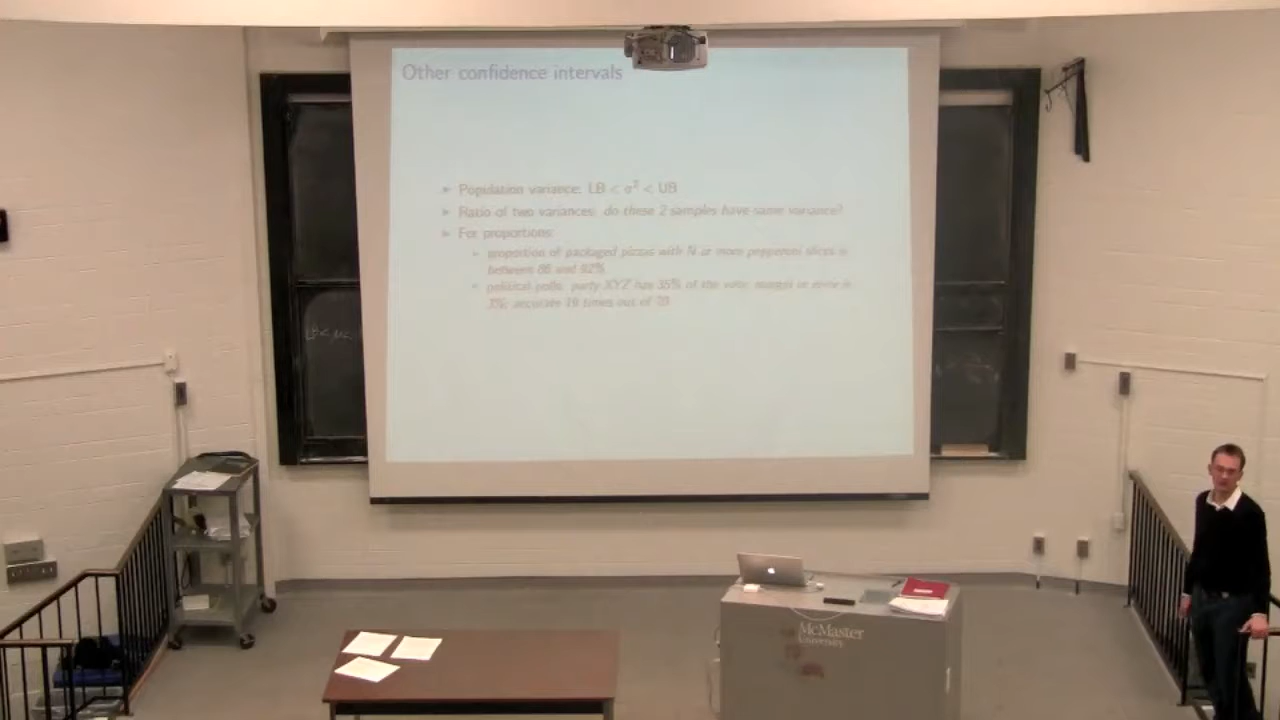 Other confidence intervals
▸ Population variance: LB < σ² < UB
▸ Ratio of two variances: do these 2 samples have same variance?
▸ For proportions:
proportion of packaged pizzas with N or more pepperoni slices is
between 86 and 92%
political polls: party XYZ has 35% of the vote; margin of error is
3%; accurate 19 times out of 20
LB <
McMaster
University